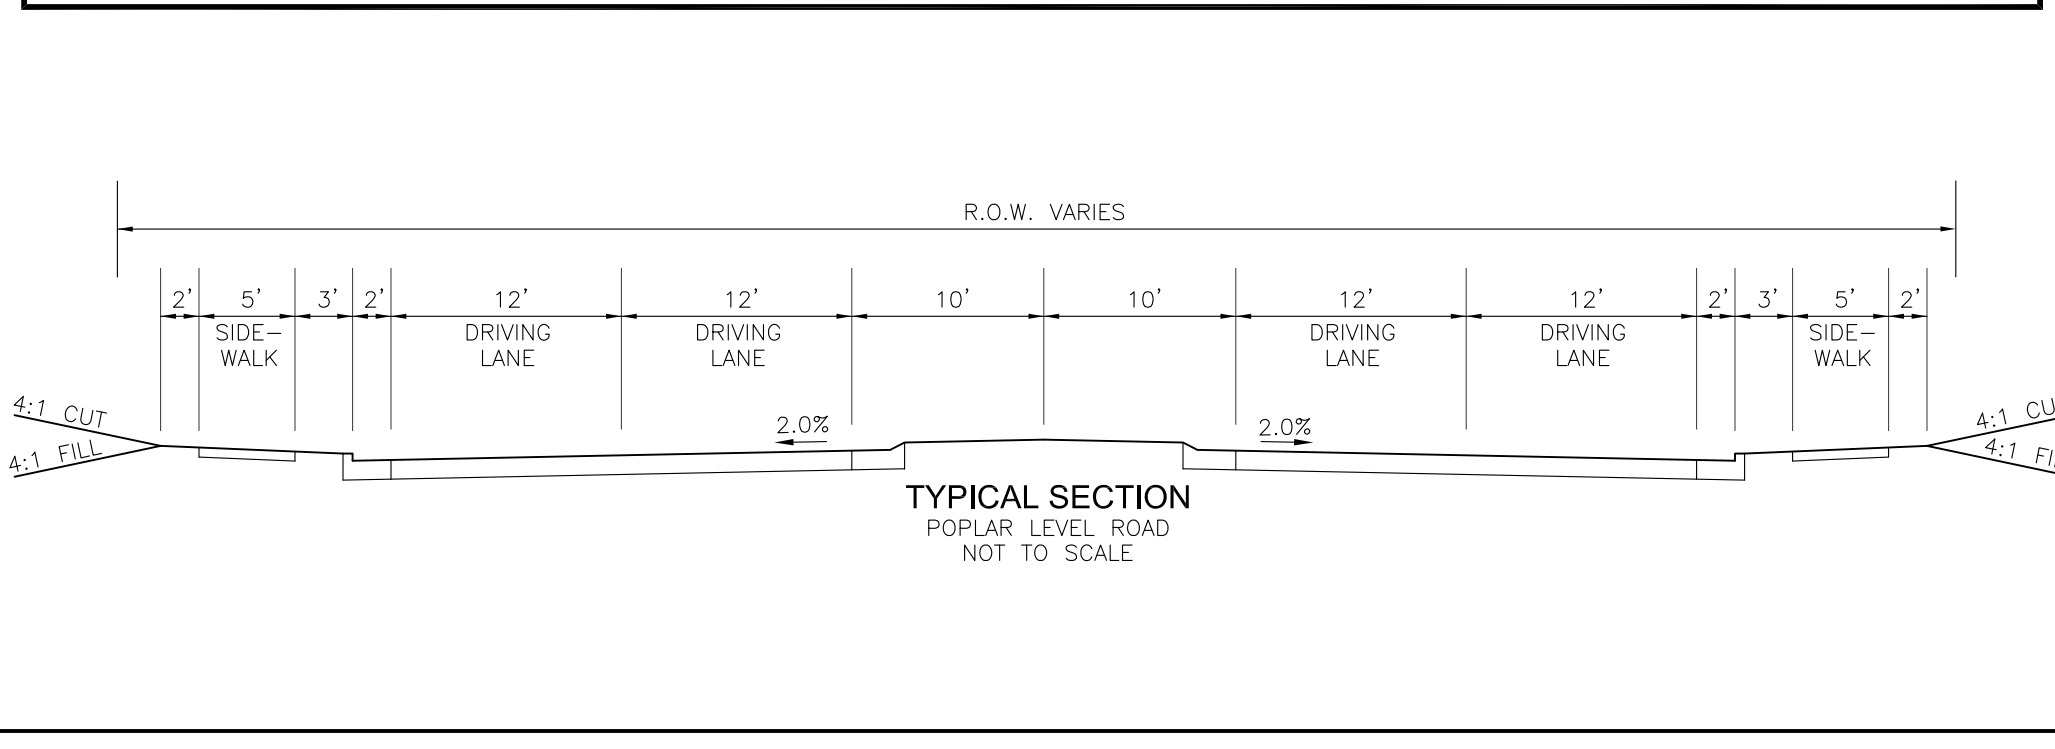 R.O.W. VARIES
2' 5' 3' 2' 12' 12' 10' 10' 12' 12' 2' 3' 5' 2'
SIDE- DRIVING DRIVING DRIVING DRIVING SIDE-
WALK LANE LANE LANE LANE WALK
4:1 CUT 2.0% 2.0% 4:1 CU
4:1 FILL 4:1 FI
TYPICAL SECTION
POPLAR LEVEL ROAD
NOT TO SCALE